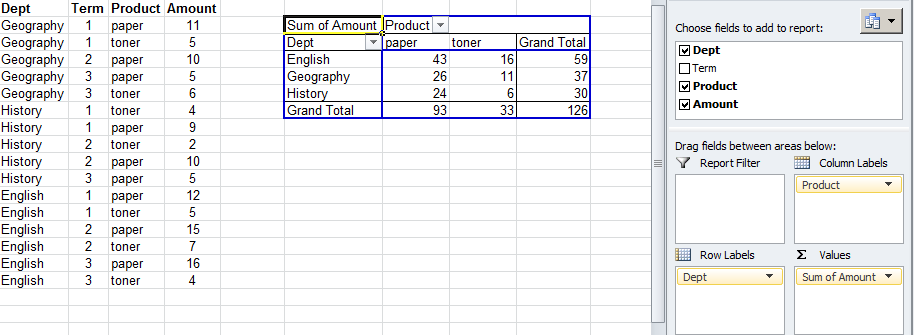 Dept Term Product Amount
Geography 1 paper 11
Geography 1 toner 5
Geography 2 paper 10
Geography 3 paper 5
Geography 3 toner 6
History 1 toner 4
History 1 paper 9
History 2 toner 2
History 2 paper 10
History 3 paper 5
English 1 paper 12
English 1 toner 5
English 2 paper 15
English 2 toner 7
English 3 paper 16
English 3 toner 4
Sum of Amount Product
Dept paper toner Grand Total
English 43 16 59
Geography 26 11 37
History 24 6 30
Grand Total 93 33 126
Choose fields to add to report:
Dept
Term
Product
Amount
Drag fields between areas below:
Report Filter Column Labels
Product
Row Labels Σ Values
Dept Sum of Amount